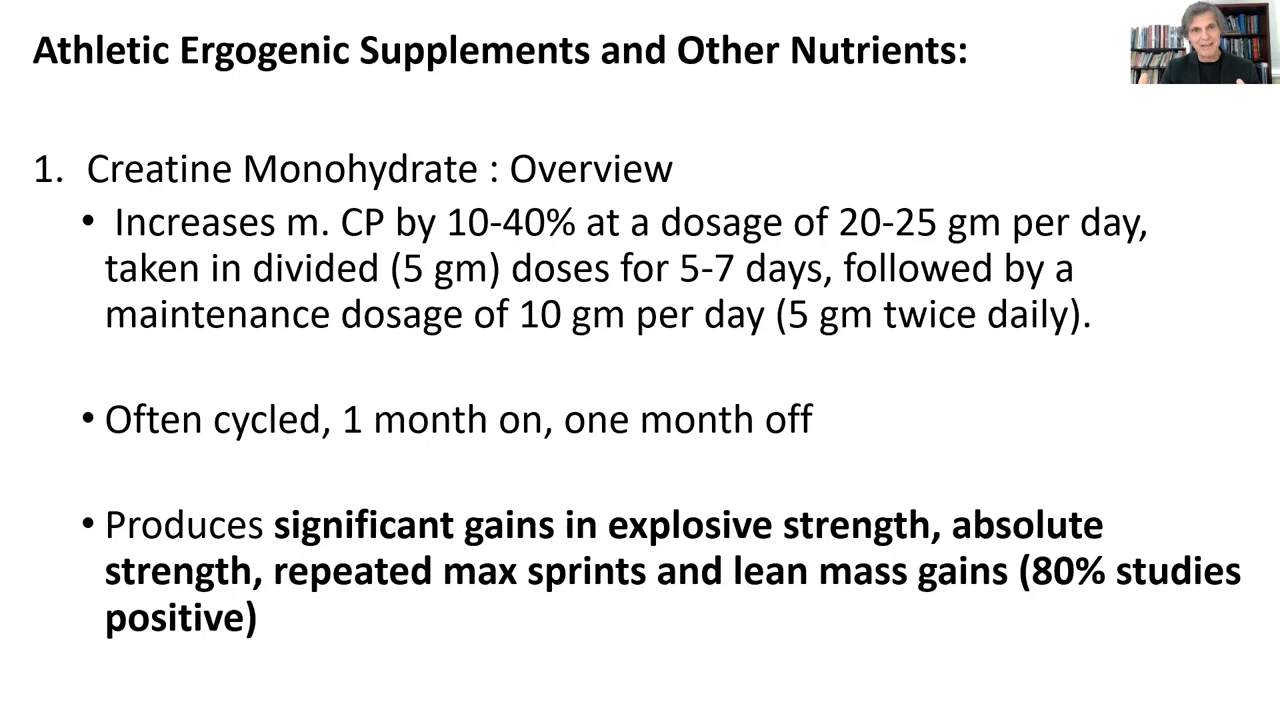 Athletic Ergogenic Supplements and Other Nutrients:
1. Creatine Monohydrate : Overview
• Increases m. CP by 10-40% at a dosage of 20-25 gm per day,
taken in divided (5 gm) doses for 5-7 days, followed by a
maintenance dosage of 10 gm per day (5 gm twice daily).
• Often cycled, 1 month on, one month off
• Produces significant gains in explosive strength, absolute
strength, repeated max sprints and lean mass gains (80% studies
positive)